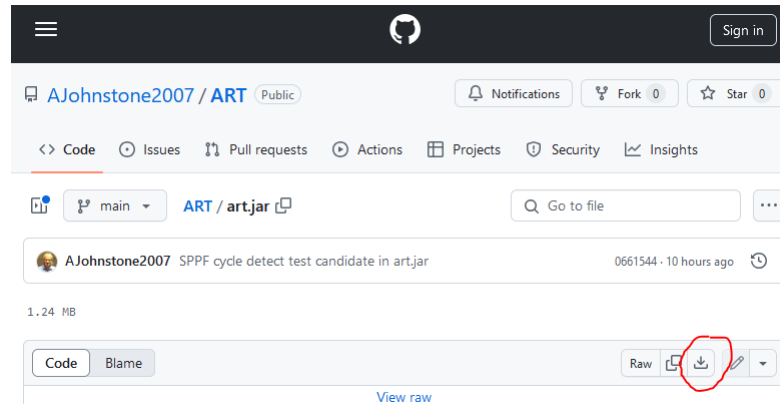 Sign in
AJohnstone2007 / ART Public Notifications Fork 0 Star 0
Code Issues Pull requests Actions Projects Security Insights
main ART / art.jar Go to file
AJohnstone2007 SPPF cycle detect test candidate in art.jar 0661544 · 10 hours ago
1.24 MB
Code Blame Raw
View raw